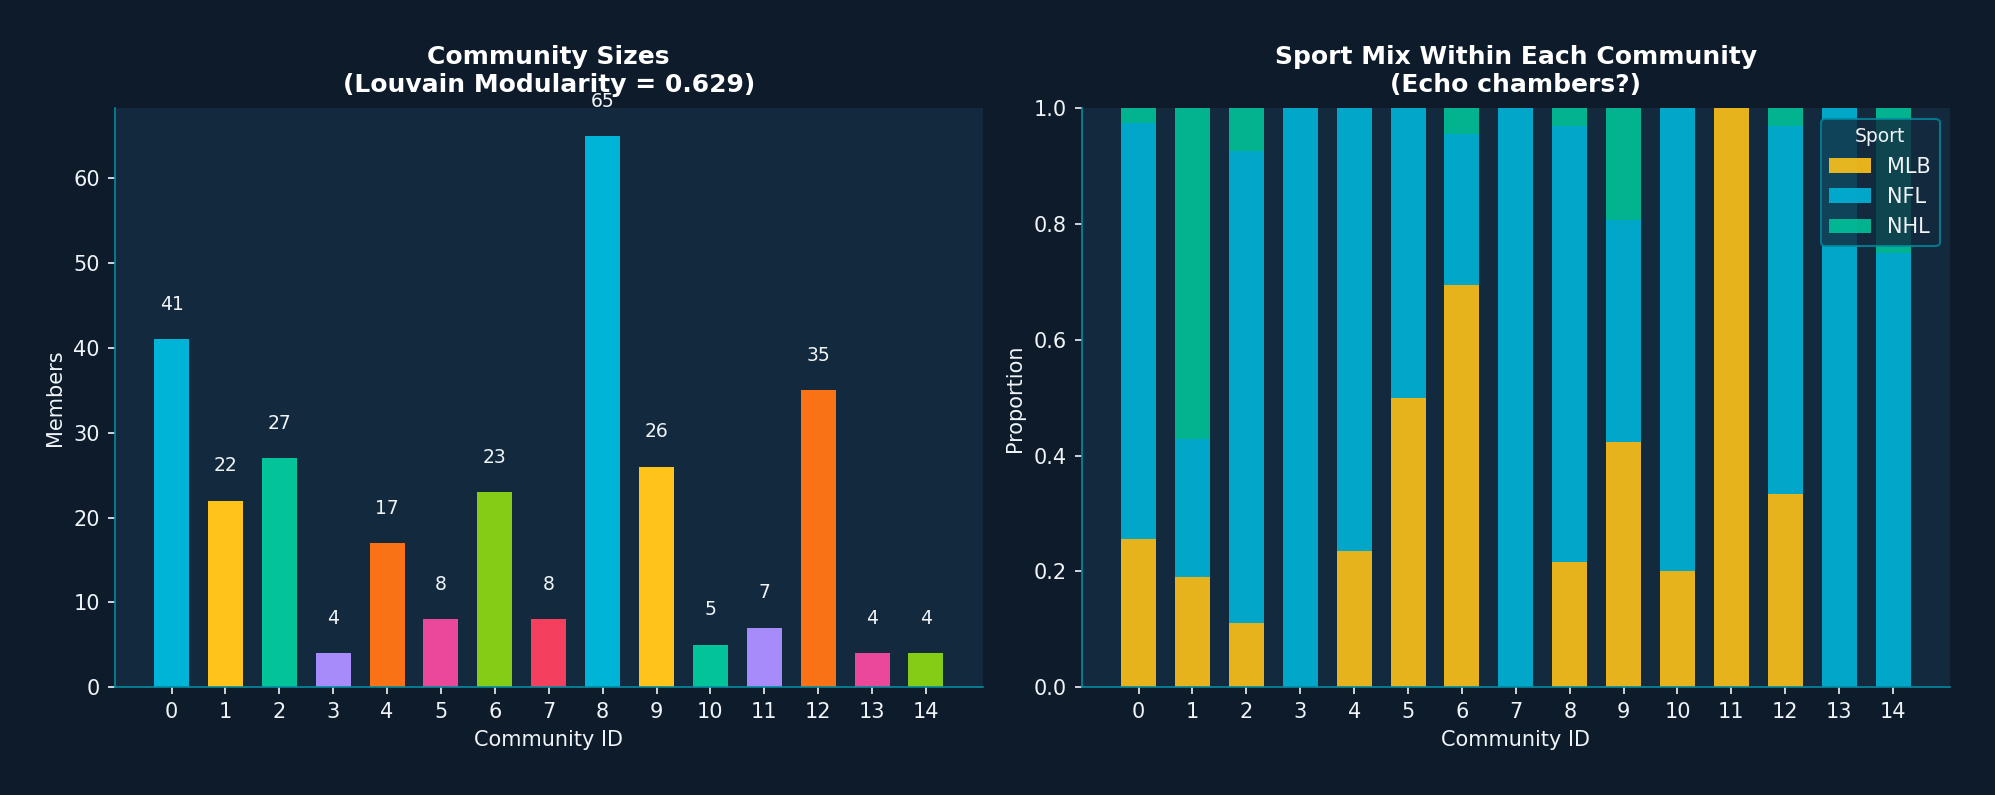 Community Sizes
(Louvain Modularity = 0.629)
65
41
22
27
4
17
8
23
8
26
5
7
35
4
4
60
50
40
30
20
10
0
Members
0 1 2 3 4 5 6 7 8 9 10 11 12 13 14
Community ID
Sport Mix Within Each Community
(Echo chambers?)
1.0
0.8
0.6
0.4
0.2
0.0
Proportion
Sport
MLB
NFL
NHL
0 1 2 3 4 5 6 7 8 9 10 11 12 13 14
Community ID